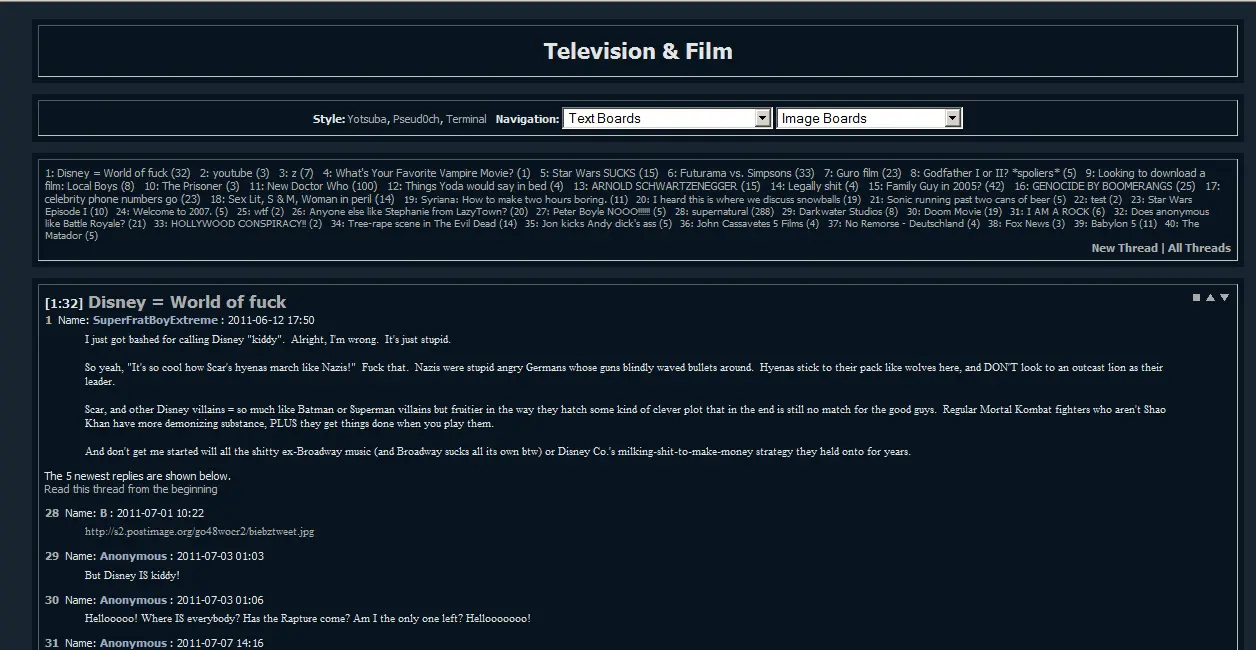 Television & Film
Style: Yotsuba, Pseud0ch, Terminal Navigation: Text Boards Image Boards
1: Disney = World of fuck (32) 2: youtube (3) 3: z (7) 4: What's Your Favorite Vampire Movie? (1) 5: Star Wars SUCKS (15) 6: Futurama vs. Simpsons (33) 7: Guro film (23) 8: Godfather I or II? *spoliers* (5) 9: Looking to download a
film: Local Boys (8) 10: The Prisoner (3) 11: New Doctor Who (100) 12: Things Yoda would say in bed (4) 13: ARNOLD SCHWARTZENEGGER (15) 14: Legally shit (4) 15: Family Guy in 2005? (42) 16: GENOCIDE BY BOOMERANGS (25) 17:
celebrity phone numbers go (23) 18: Sex Lit, S & M, Woman in peril (14) 19: Syriana: How to make two hours boring. (11) 20: I heard this is where we discuss snowballs (19) 21: Sonic running past two cans of beer (5) 22: test (2) 23: Star Wars
Episode I (10) 24: Welcome to 2007. (5) 25: wtf (2) 26: Anyone else like Stephanie from LazyTown? (20) 27: Peter Boyle NOOO!!!!!! (5) 28: supernatural (288) 29: Darkwater Studios (8) 30: Doom Movie (19) 31: I AM A ROCK (6) 32: Does anonymous
like Battle Royale? (21) 33: HOLLYWOOD CONSPIRACY!! (2) 34: Tree-rape scene in The Evil Dead (14) 35: Jon kicks Andy dick's ass (5) 36: John Cassavetes 5 Films (4) 37: No Remorse - Deutschland (4) 38: Fox News (3) 39: Babylon 5 (11) 40: The
Matador (5)
New Thread | All Threads
[1:32] Disney = World of fuck
1 Name: SuperFratBoyExtreme : 2011-06-12 17:50
I just got bashed for calling Disney "kiddy". Alright, I'm wrong. It's just stupid.
So yeah, "It's so cool how Scar's hyenas march like Nazis!" Fuck that. Nazis were stupid angry Germans whose guns blindly waved bullets around. Hyenas stick to their pack like wolves here, and DON'T look to an outcast lion as their
leader.
Scar, and other Disney villains = so much like Batman or Superman villains but fruitier in the way they hatch some kind of clever plot that in the end is still no match for the good guys. Regular Mortal Kombat fighters who aren't Shao
Khan have more demonizing substance, PLUS they get things done when you play them.
And don't get me started will all the shitty ex-Broadway music (and Broadway sucks all its own btw) or Disney Co.'s milking-shit-to-make-money strategy they held onto for years.
The 5 newest replies are shown below.
Read this thread from the beginning
28 Name: B : 2011-07-01 10:22
http://s2.postimage.org/go48wocr2/biebztweet.jpg
29 Name: Anonymous : 2011-07-03 01:03
But Disney IS kiddy!
30 Name: Anonymous : 2011-07-03 01:06
Hellooooo! Where IS everybody? Has the Rapture come? Am I the only one left? Helloooooooo!
31 Name: Anonymous : 2011-07-07 14:16